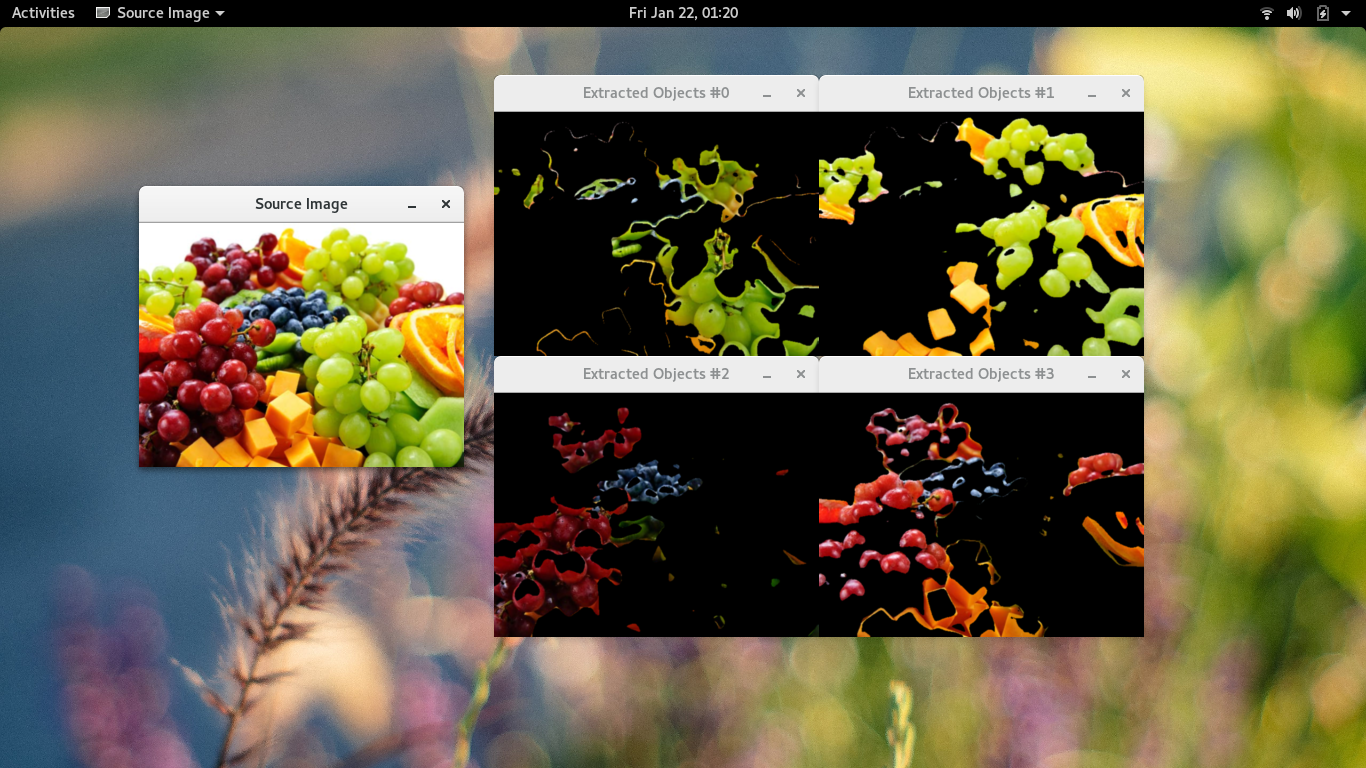 Activities
Source Image
Fri Jan 22, 01:20
Extracted Objects #0
Extracted Objects #1
Source Image
Extracted Objects #2
Extracted Objects #3